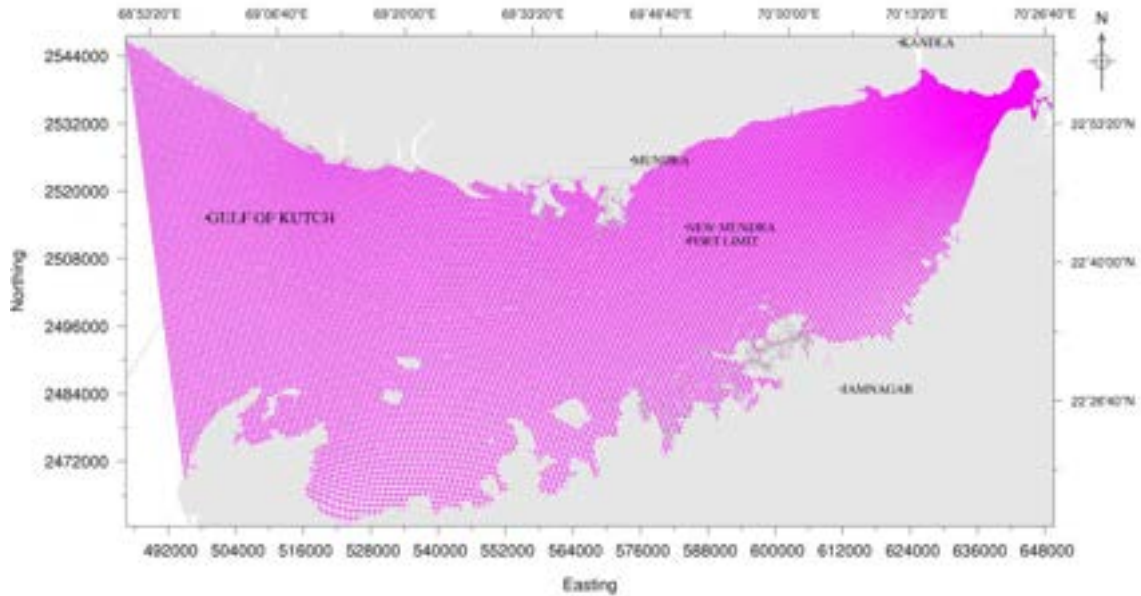 68°53'20"E 69°06'40"E 69°20'00"E 69°33'20"E 69°46'40"E 70°00'00"E 70°13'20"E 70°26'40"E
N
2544000
KANDLA
2532000
22°53'20"N
MUNDRA
2520000
GULF OF KUTCH
NEW MUNDRA
PORT LIMIT
2508000
22°40'00"N
Northing
2496000
2484000
JAMNAGAR
22°26'40"N
2472000
492000 504000 516000 528000 540000 552000 564000 576000 588000 600000 612000 624000 636000 648000
Easting